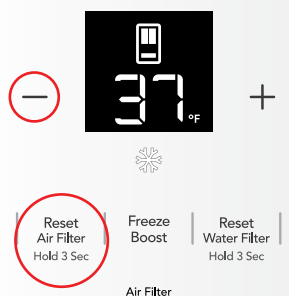 37°F
Reset
Air Filter
Hold 3 Sec
Freeze
Boost
Reset
Water Filter
Hold 3 Sec
Air Filter